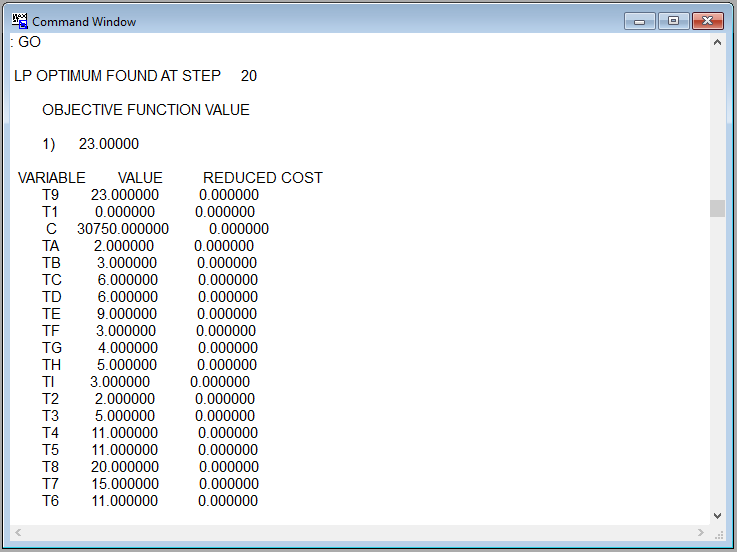 Command Window
: GO
LP OPTIMUM FOUND AT STEP 20
OBJECTIVE FUNCTION VALUE
1) 23.00000
VARIABLE VALUE REDUCED COST
T9 23.000000 0.000000
T1 0.000000 0.000000
C 30750.000000 0.000000
TA 2.000000 0.000000
TB 3.000000 0.000000
TC 6.000000 0.000000
TD 6.000000 0.000000
TE 9.000000 0.000000
TF 3.000000 0.000000
TG 4.000000 0.000000
TH 5.000000 0.000000
TI 3.000000 0.000000
T2 2.000000 0.000000
T3 5.000000 0.000000
T4 11.000000 0.000000
T5 11.000000 0.000000
T8 20.000000 0.000000
T7 15.000000 0.000000
T6 11.000000 0.000000